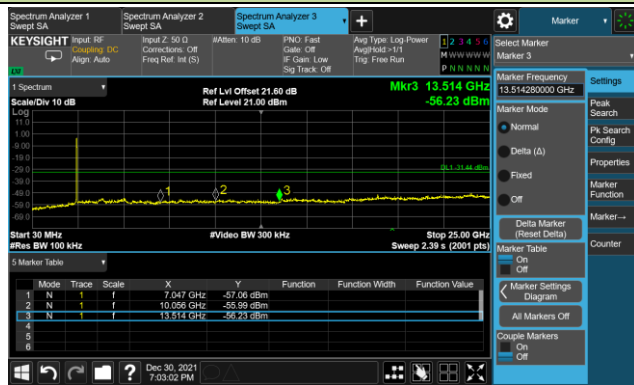 Spectrum Analyzer 1
Swept SA
Spectrum Analyzer 2
Swept SA
Spectrum Analyzer 3
Swept SA
Marker
KEYSIGHT
Input: RF
Coupling: DC
Align: Auto
Input Z: 50 Ω
Corrections: Off
Freq Ref: Int (S)
#Atten: 10 dB
PNO: Fast
Gate: Off
IF Gain: Low
Sig Track: Off
Avg Type: Log-Power
Avg|Hold:>1/1
Trig: Free Run
1 2 3 4 5 6
M W W W W W
P N N N N N
LV
1 Spectrum
Scale/Div 10 dB
Ref Lvl Offset 21.60 dB
Ref Level 21.00 dBm
Mkr3 13.514 GHz
-56.23 dBm
Log
11.0
1.00
-9.00
-19.0
-29.0
-39.0
-49.0
-59.0
-69.0
DL1 -31.44 dBm
1
2
3
Start 30 MHz
#Res BW 100 kHz
#Video BW 300 kHz
Stop 25.00 GHz
Sweep 2.39 s (2001 pts)
5 Marker Table
Mode Trace Scale X Y Function Function Width Function Value
1 N 1 f 7.047 GHz -57.06 dBm
2 N 1 f 10.056 GHz -55.99 dBm
3 N 1 f 13.514 GHz -56.23 dBm
4
5
6
Dec 30, 2021
7:03:02 PM
Select Marker
Marker 3
Marker Frequency
13.514280000 GHz
Marker Mode
Normal
Delta (Δ)
Fixed
Off
Delta Marker
(Reset Delta)
Marker Table
On
Off
Marker Settings
Diagram
All Markers Off
Couple Markers
On
Off
Settings
Peak
Search
Pk Search
Config
Properties
Marker
Function
Marker→
Counter